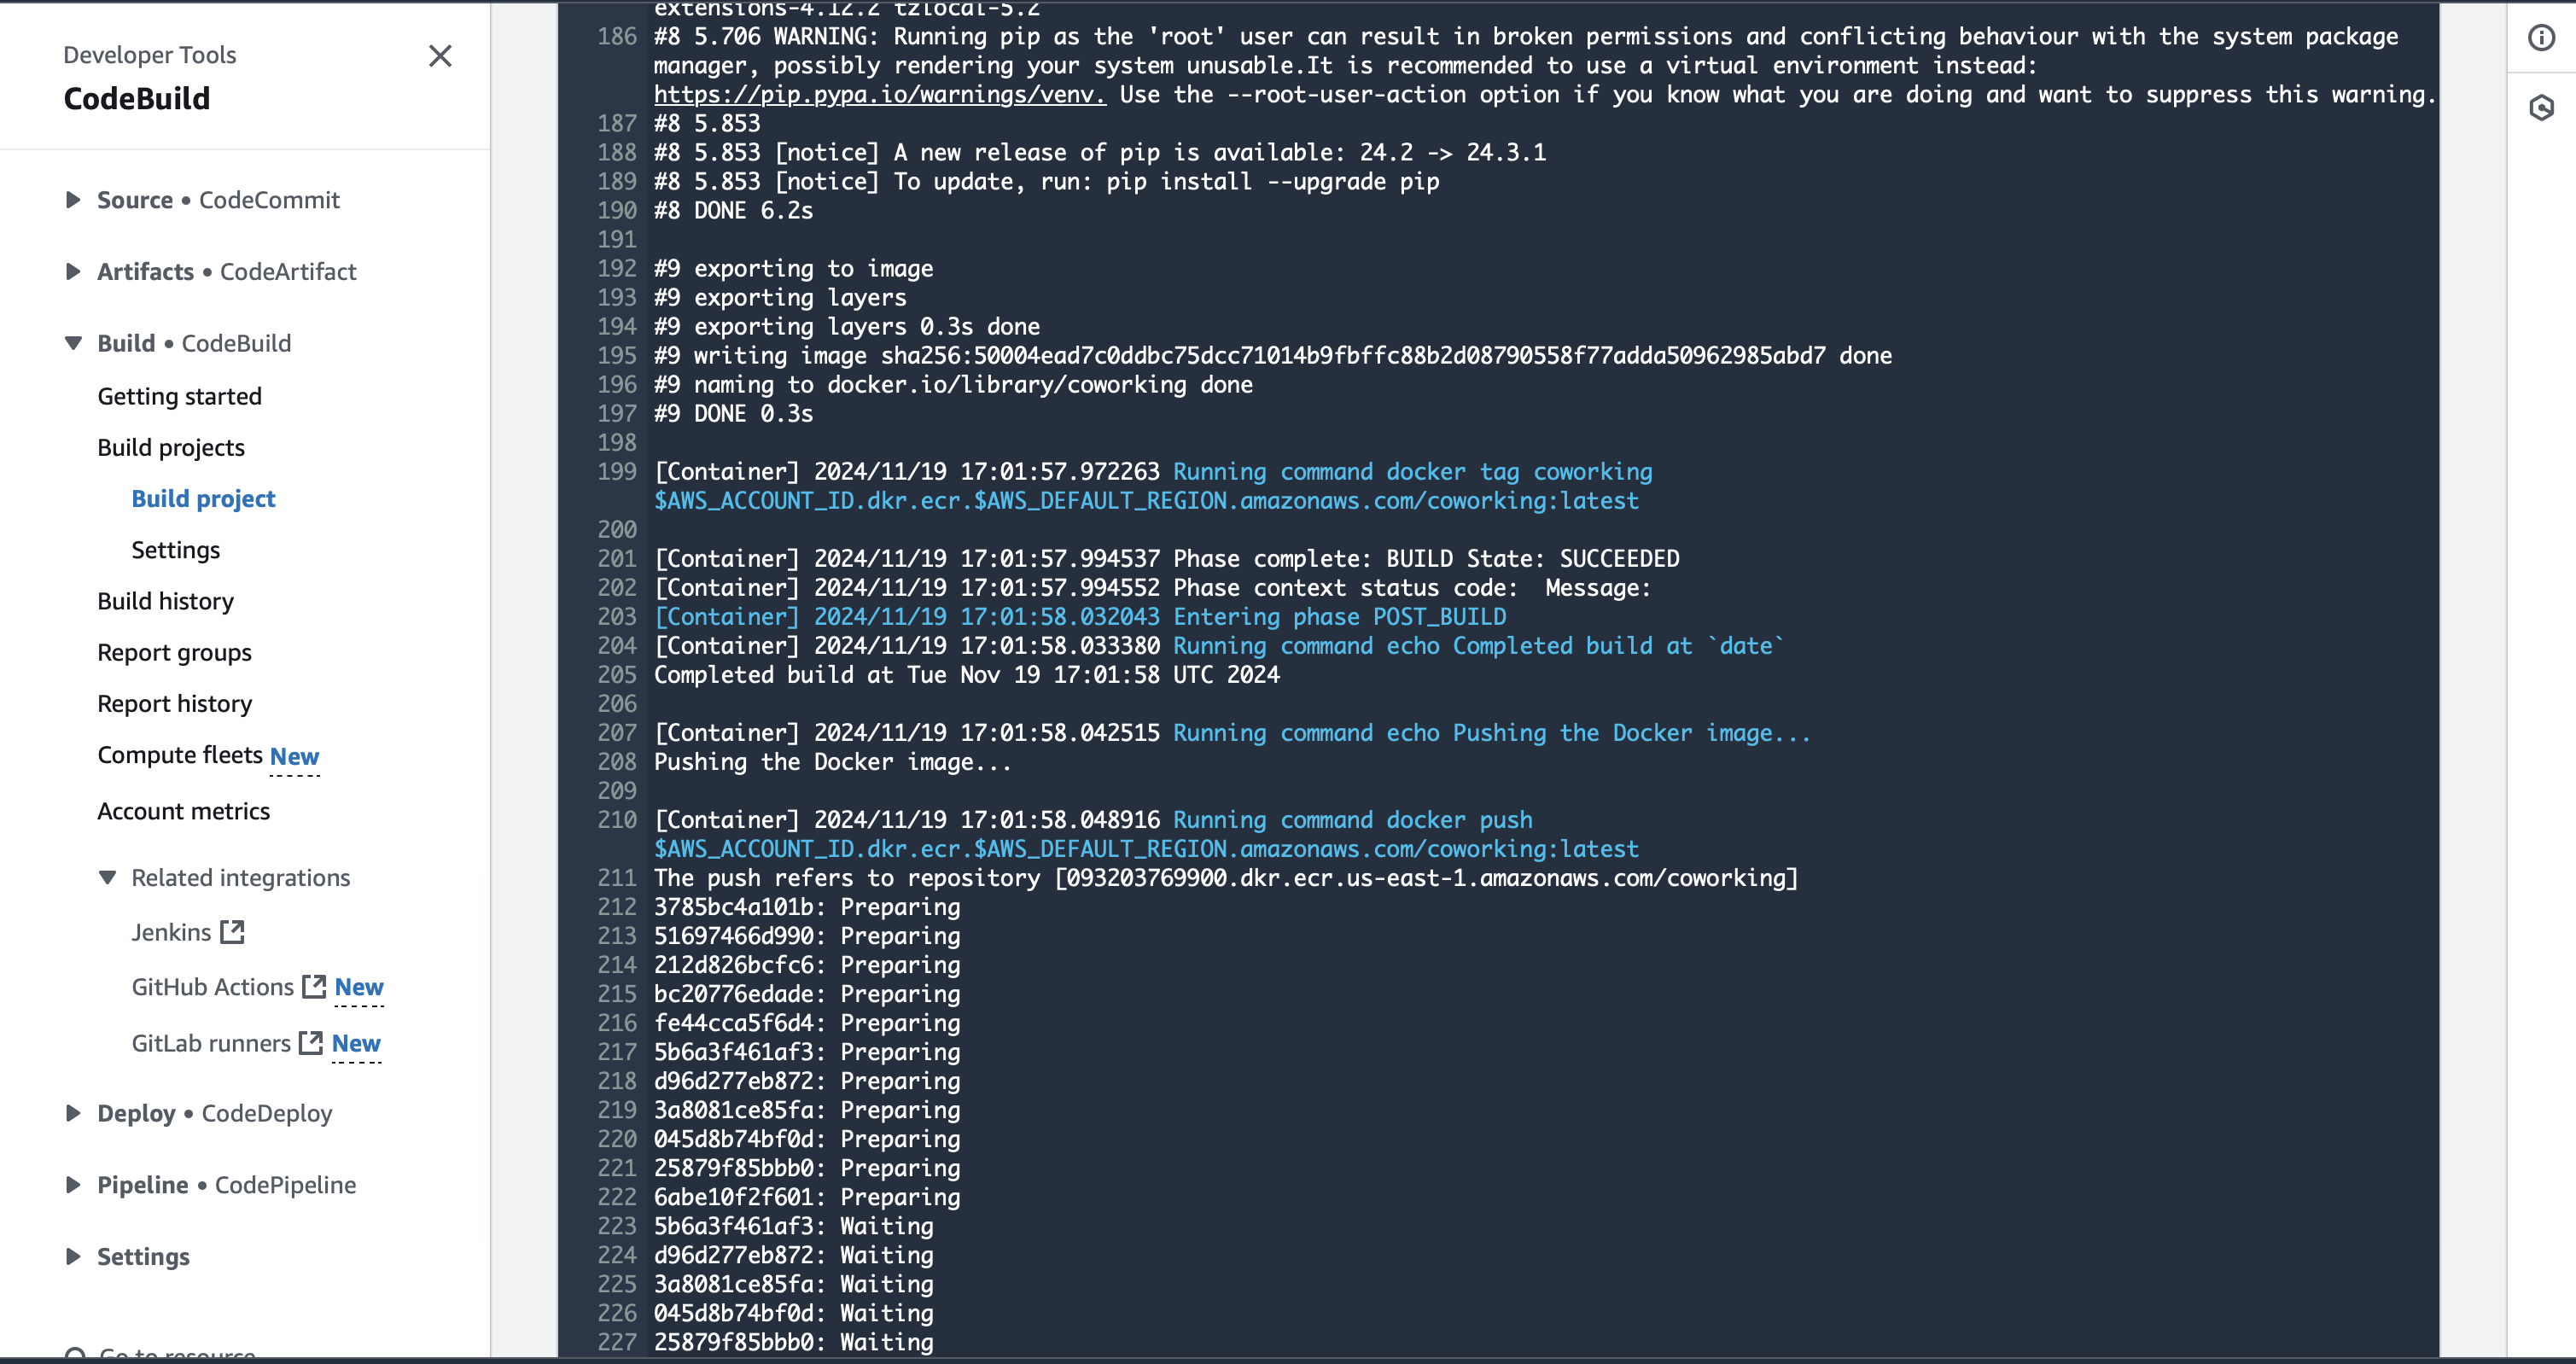 Developer Tools
CodeBuild
Source • CodeCommit
Artifacts • CodeArtifact
Build • CodeBuild
Getting started
Build projects
Build project
Settings
Build history
Report groups
Report history
Compute fleets New
Account metrics
Related integrations
Jenkins
GitHub Actions New
GitLab runners New
Deploy • CodeDeploy
Pipeline • CodePipeline
Settings
Go to resource
extensions-4.12.2 tzlocal-5.2
186 #8 5.706 WARNING: Running pip as the 'root' user can result in broken permissions and conflicting behaviour with the system package
manager, possibly rendering your system unusable.It is recommended to use a virtual environment instead:
https://pip.pypa.io/warnings/venv. Use the --root-user-action option if you know what you are doing and want to suppress this warning.
187 #8 5.853
188 #8 5.853 [notice] A new release of pip is available: 24.2 -> 24.3.1
189 #8 5.853 [notice] To update, run: pip install --upgrade pip
190 #8 DONE 6.2s
191
192 #9 exporting to image
193 #9 exporting layers
194 #9 exporting layers 0.3s done
195 #9 writing image sha256:50004ead7c0ddbc75dcc71014b9fbffc88b2d08790558f77adda50962985abd7 done
196 #9 naming to docker.io/library/coworking done
197 #9 DONE 0.3s
198
199 [Container] 2024/11/19 17:01:57.972263 Running command docker tag coworking
$AWS_ACCOUNT_ID.dkr.ecr.$AWS_DEFAULT_REGION.amazonaws.com/coworking:latest
200
201 [Container] 2024/11/19 17:01:57.994537 Phase complete: BUILD State: SUCCEEDED
202 [Container] 2024/11/19 17:01:57.994552 Phase context status code:  Message:
203 [Container] 2024/11/19 17:01:58.032043 Entering phase POST_BUILD
204 [Container] 2024/11/19 17:01:58.033380 Running command echo Completed build at `date`
205 Completed build at Tue Nov 19 17:01:58 UTC 2024
206
207 [Container] 2024/11/19 17:01:58.042515 Running command echo Pushing the Docker image...
208 Pushing the Docker image...
209
210 [Container] 2024/11/19 17:01:58.048916 Running command docker push
$AWS_ACCOUNT_ID.dkr.ecr.$AWS_DEFAULT_REGION.amazonaws.com/coworking:latest
211 The push refers to repository [093203769900.dkr.ecr.us-east-1.amazonaws.com/coworking]
212 3785bc4a101b: Preparing
213 51697466d990: Preparing
214 212d826bcfc6: Preparing
215 bc20776edade: Preparing
216 fe44cca5f6d4: Preparing
217 5b6a3f461af3: Preparing
218 d96d277eb872: Preparing
219 3a8081ce85fa: Preparing
220 045d8b74bf0d: Preparing
221 25879f85bbb0: Preparing
222 6abe10f2f601: Preparing
223 5b6a3f461af3: Waiting
224 d96d277eb872: Waiting
225 3a8081ce85fa: Waiting
226 045d8b74bf0d: Waiting
227 25879f85bbb0: Waiting